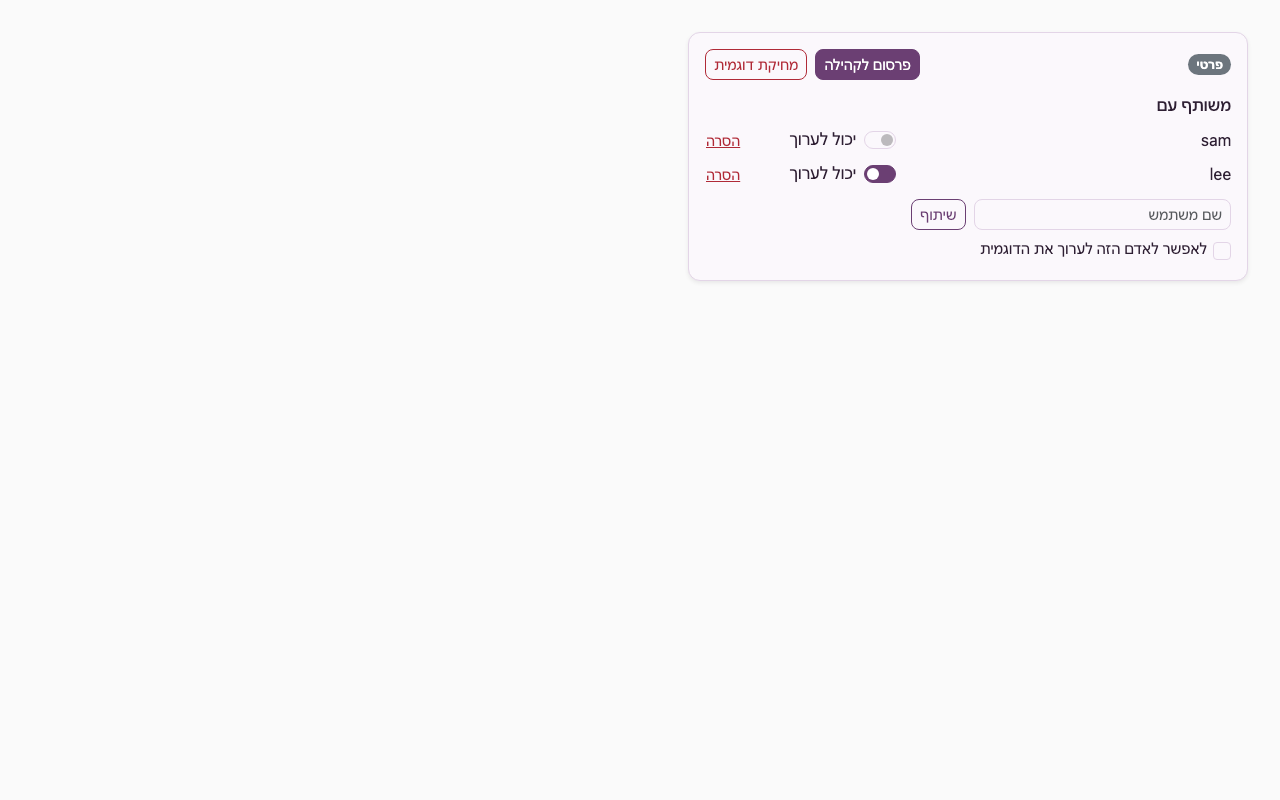 פרטי פרסום לקהילה מחיקת דוגמית
משותף עם
sam יכול לערוך הסרה
lee יכול לערוך הסרה
שם משתמש שיתוף
לאפשר לאדם הזה לערוך את הדוגמית